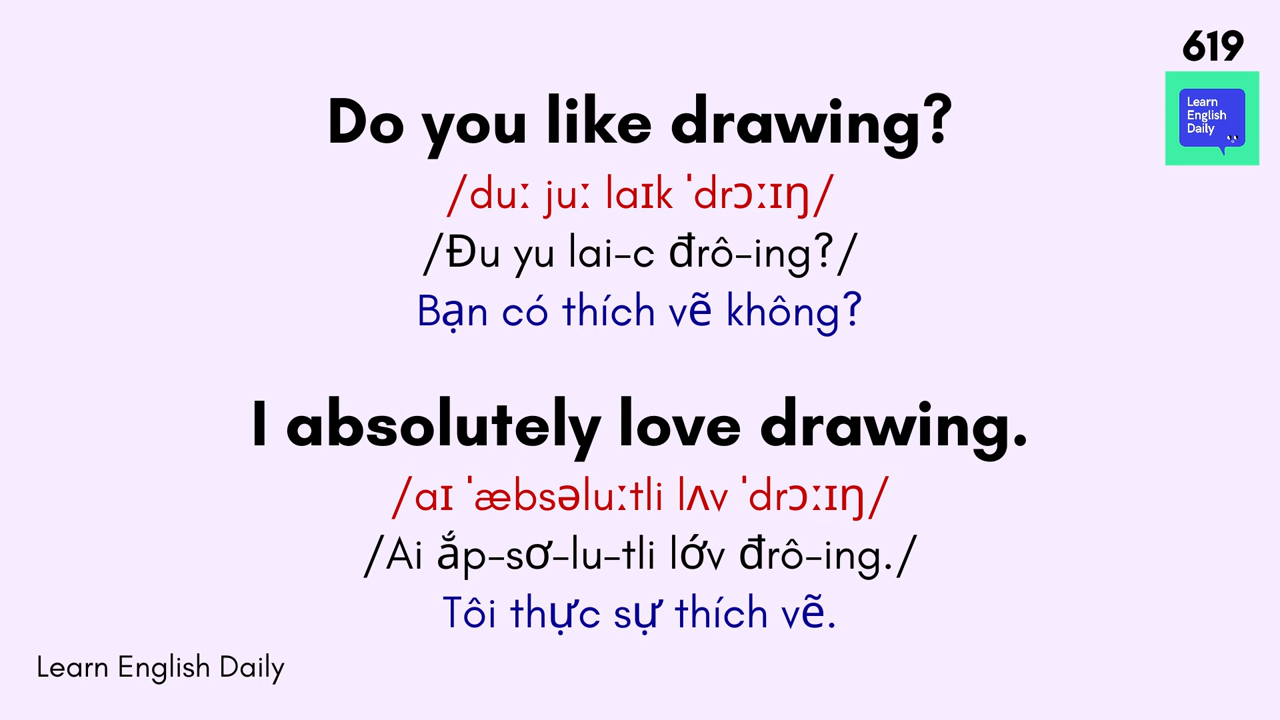 619
Learn
English
Daily
Do you like drawing?
/duː juː laɪk ˈdrɔːɪŋ/
/Đu yu lai-c đrô-ing?/
Bạn có thích vẽ không?
I absolutely love drawing.
/aɪ ˈæbsəluːtli lʌv ˈdrɔːɪŋ/
/Ai ắp-sơ-lu-tli lớv đrô-ing./
Tôi thực sự thích vẽ.
Learn English Daily